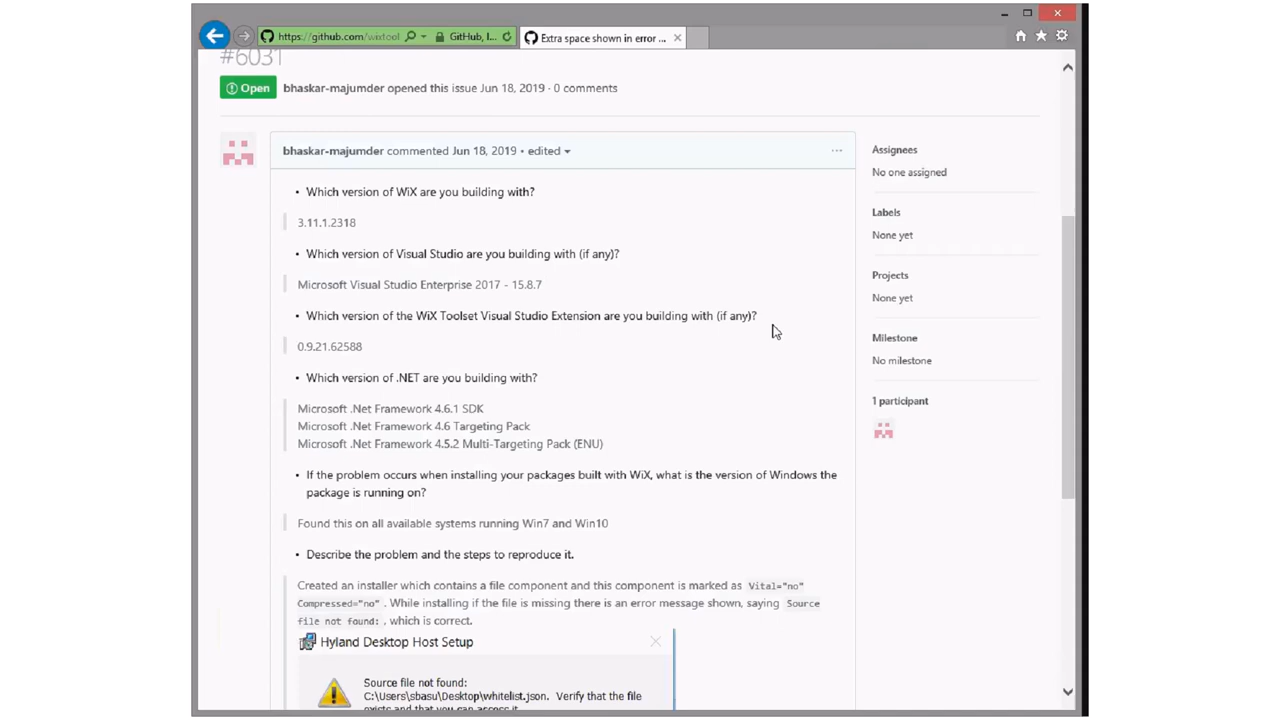 https://github.com/wixtool
GitHub, I...
Extra space shown in error ...
#6031
Open
bhaskar-majumder opened this issue Jun 18, 2019 · 0 comments
bhaskar-majumder commented Jun 18, 2019 • edited
...
• Which version of WiX are you building with?
3.11.1.2318
• Which version of Visual Studio are you building with (if any)?
Microsoft Visual Studio Enterprise 2017 - 15.8.7
• Which version of the WiX Toolset Visual Studio Extension are you building with (if any)?
0.9.21.62588
• Which version of .NET are you building with?
Microsoft .Net Framework 4.6.1 SDK
Microsoft .Net Framework 4.6 Targeting Pack
Microsoft .Net Framework 4.5.2 Multi-Targeting Pack (ENU)
• If the problem occurs when installing your packages built with WiX, what is the version of Windows the
package is running on?
Found this on all available systems running Win7 and Win10
• Describe the problem and the steps to reproduce it.
Created an installer which contains a file component and this component is marked as Vital="no"
Compressed="no" . While installing if the file is missing there is an error message shown, saying Source
file not found: , which is correct.
Hyland Desktop Host Setup
Source file not found:
C:\Users\sbasu\Desktop\whitelist.json. Verify that the file
exists and that you can access it.
Assignees
No one assigned
Labels
None yet
Projects
None yet
Milestone
No milestone
1 participant